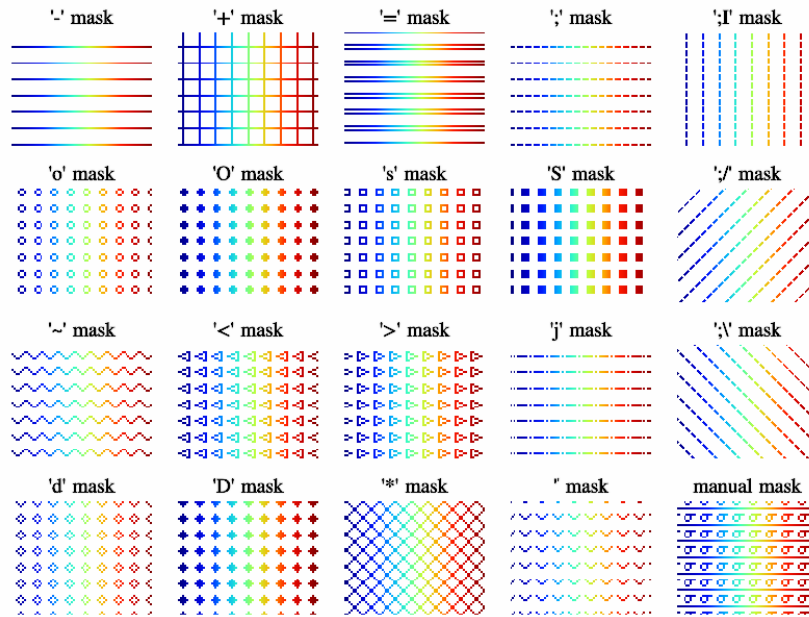 '-' mask '+' mask '=' mask ';' mask ';I' mask
'o' mask 'O' mask 's' mask 'S' mask ';/' mask
'~' mask '<' mask '>' mask 'j' mask ';\' mask
'd' mask 'D' mask '*' mask '' mask manual mask
σ σ σ σ σ σ σ
σ σ σ σ σ σ σ
σ σ σ σ σ σ σ
σ σ σ σ σ σ σ
σ σ σ σ σ σ σ
σ σ σ σ σ σ σ